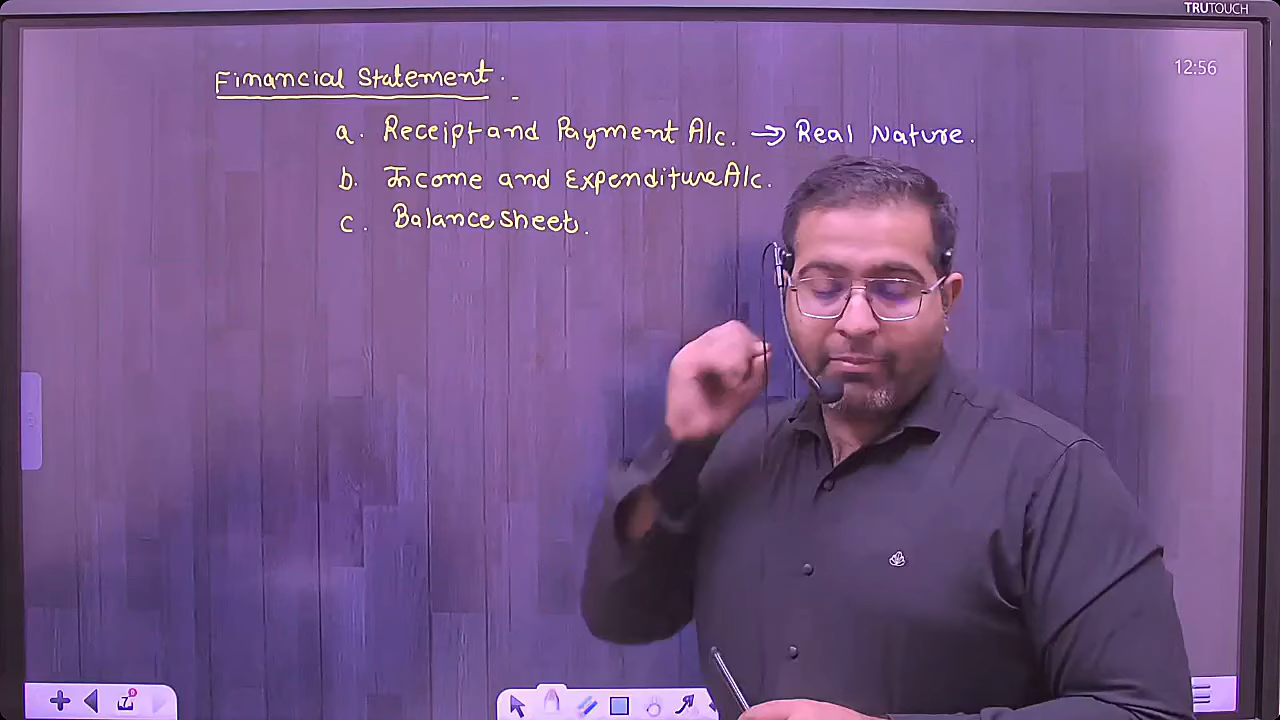 TRUTOUCH
12:56
Financial Statement.
a. Receipt and Payment A/c. → Real Nature.
b. Income and Expenditure A/c.
c. Balance Sheet.